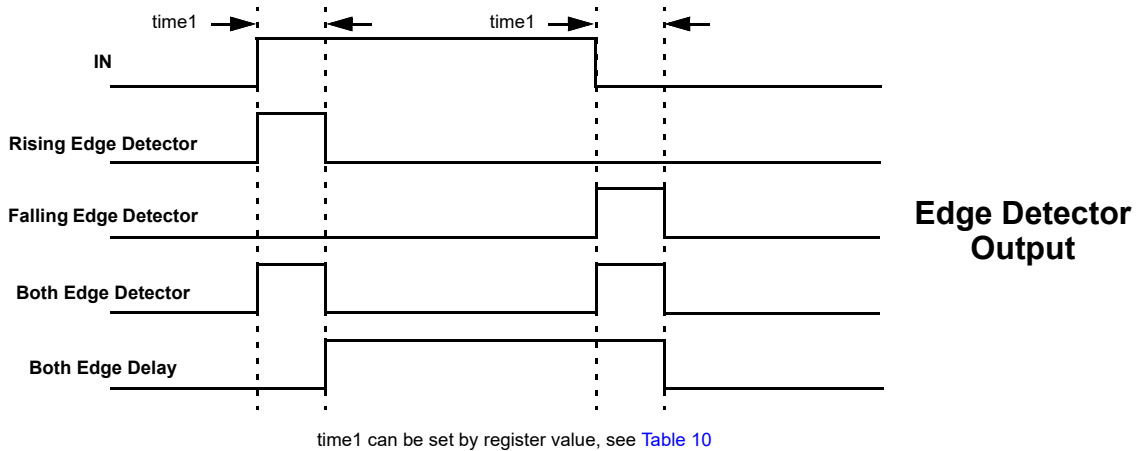 time1
time1
IN
Rising Edge Detector
Falling Edge Detector
Edge Detector
Output
Both Edge Detector
Both Edge Delay
time1 can be set by register value, see Table 10